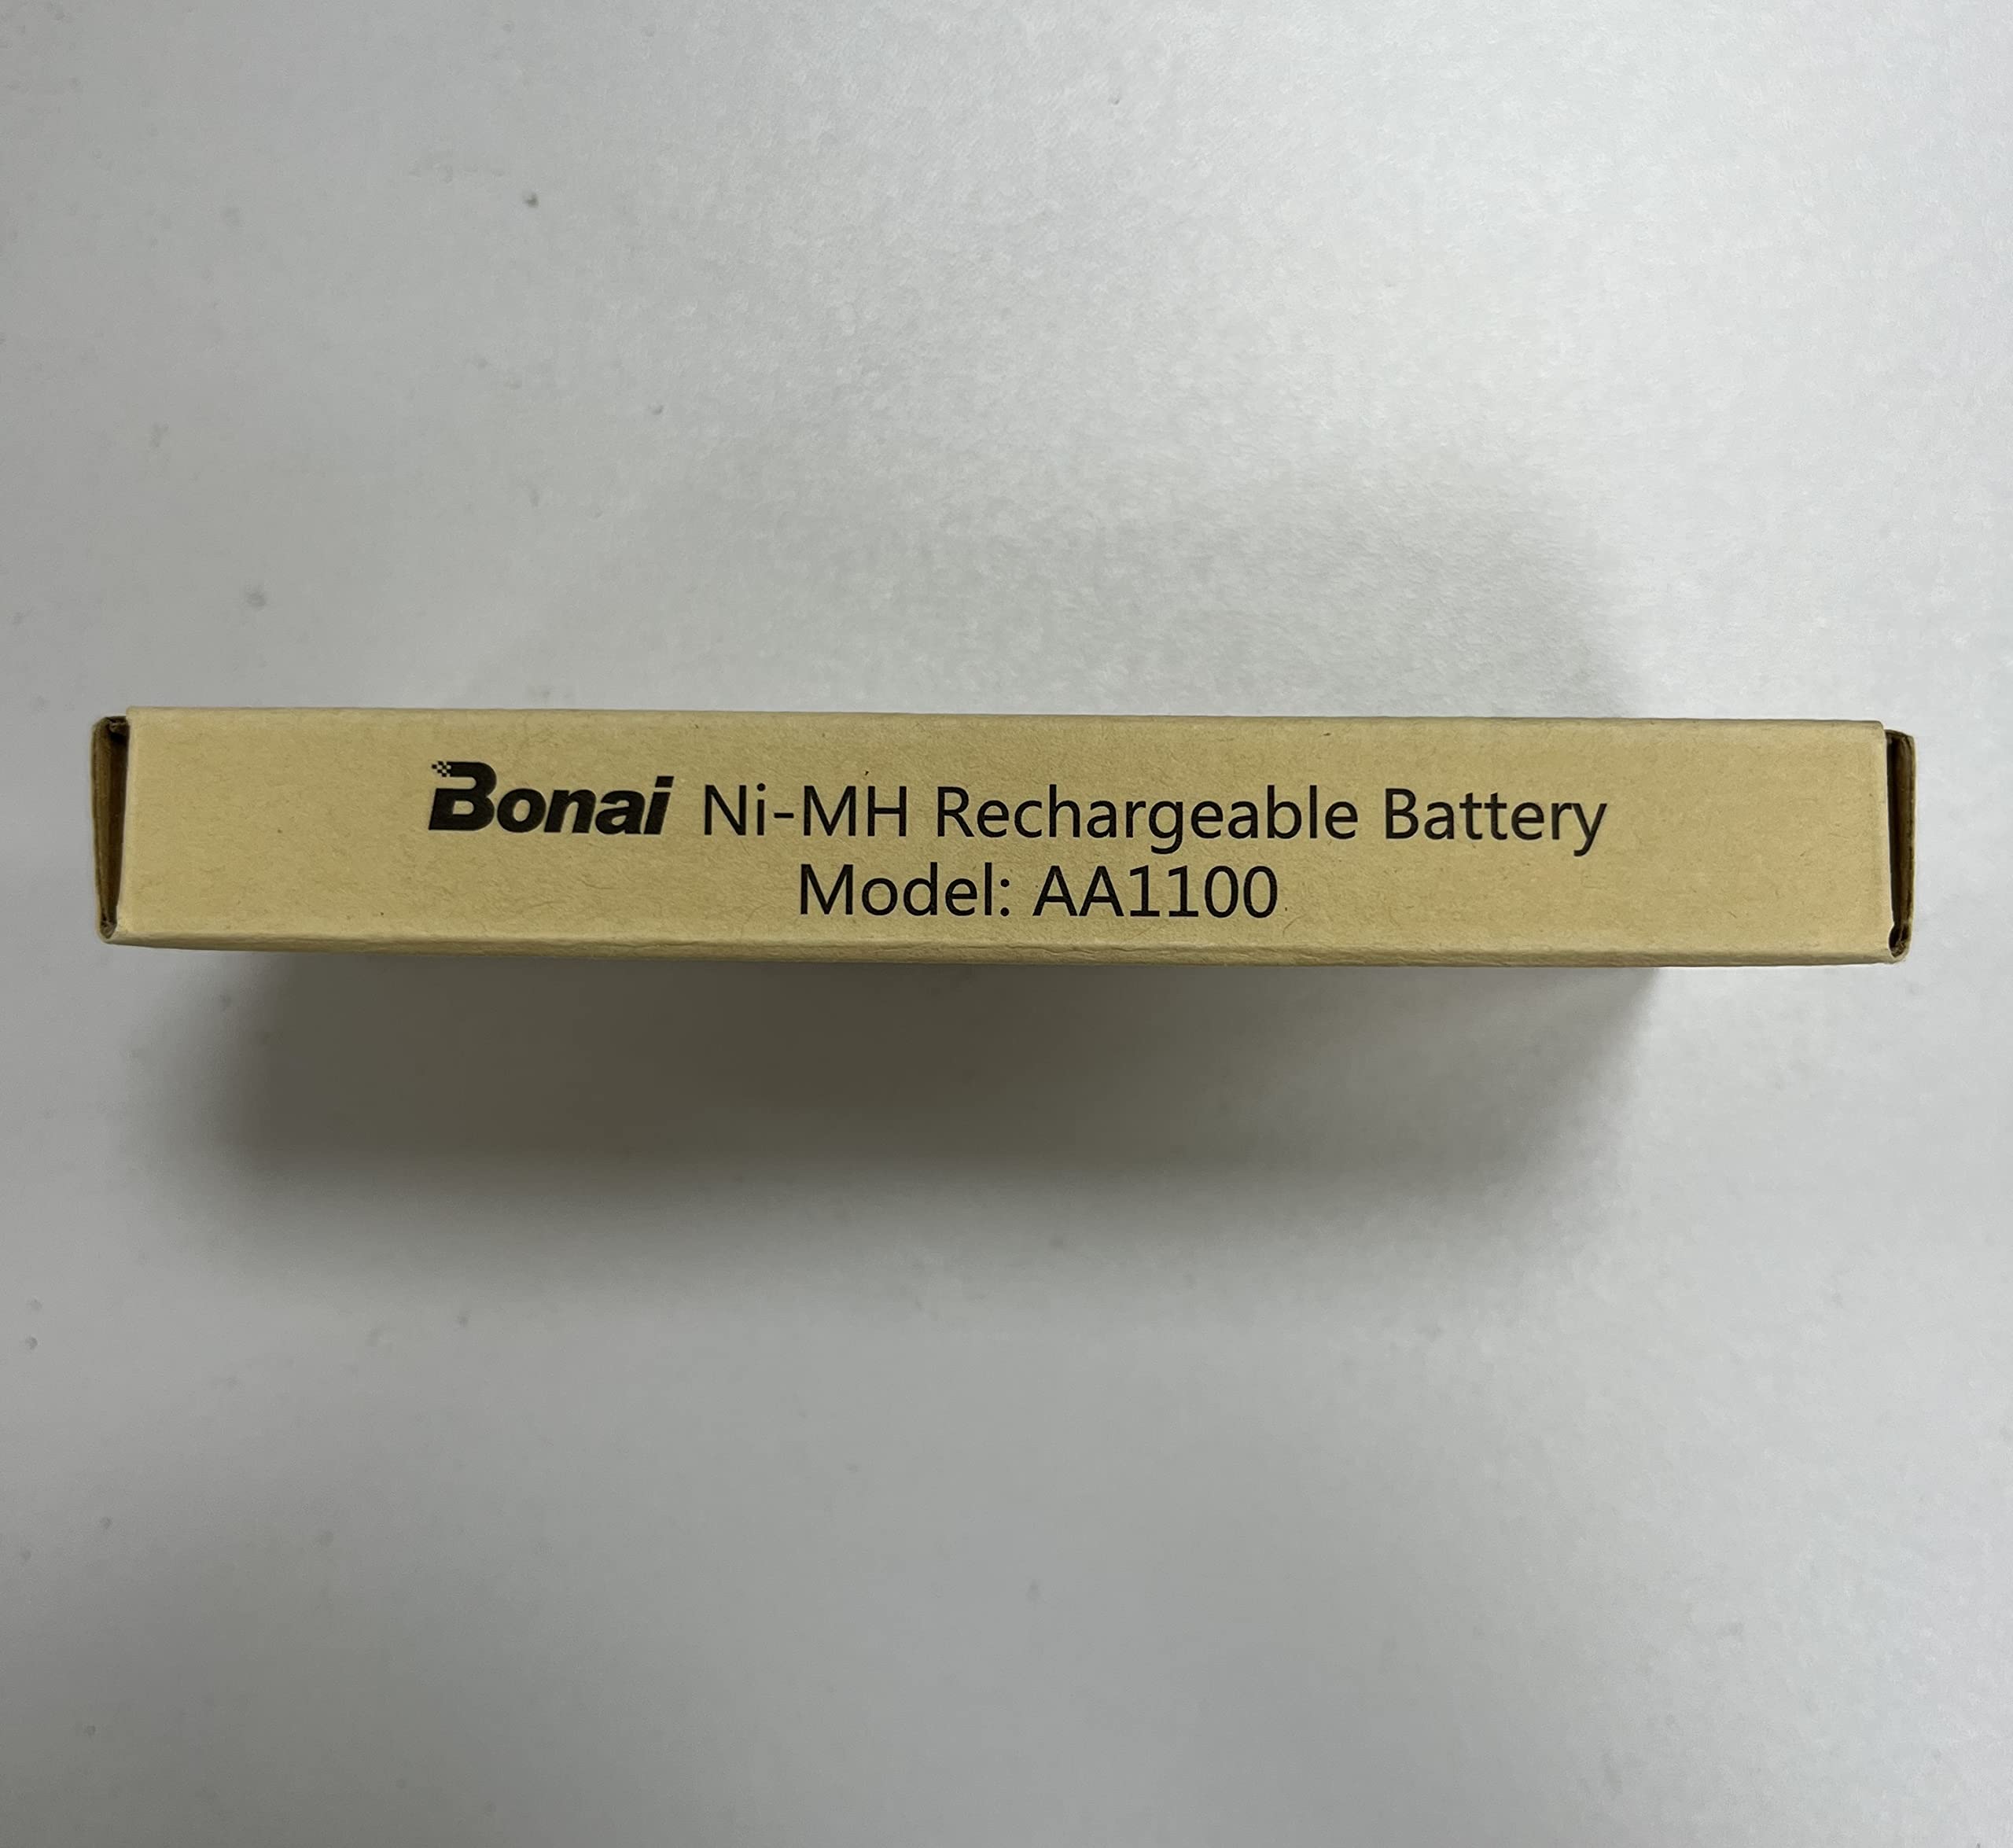 Bonai Ni-MH Rechargeable Battery
Model: AA1100